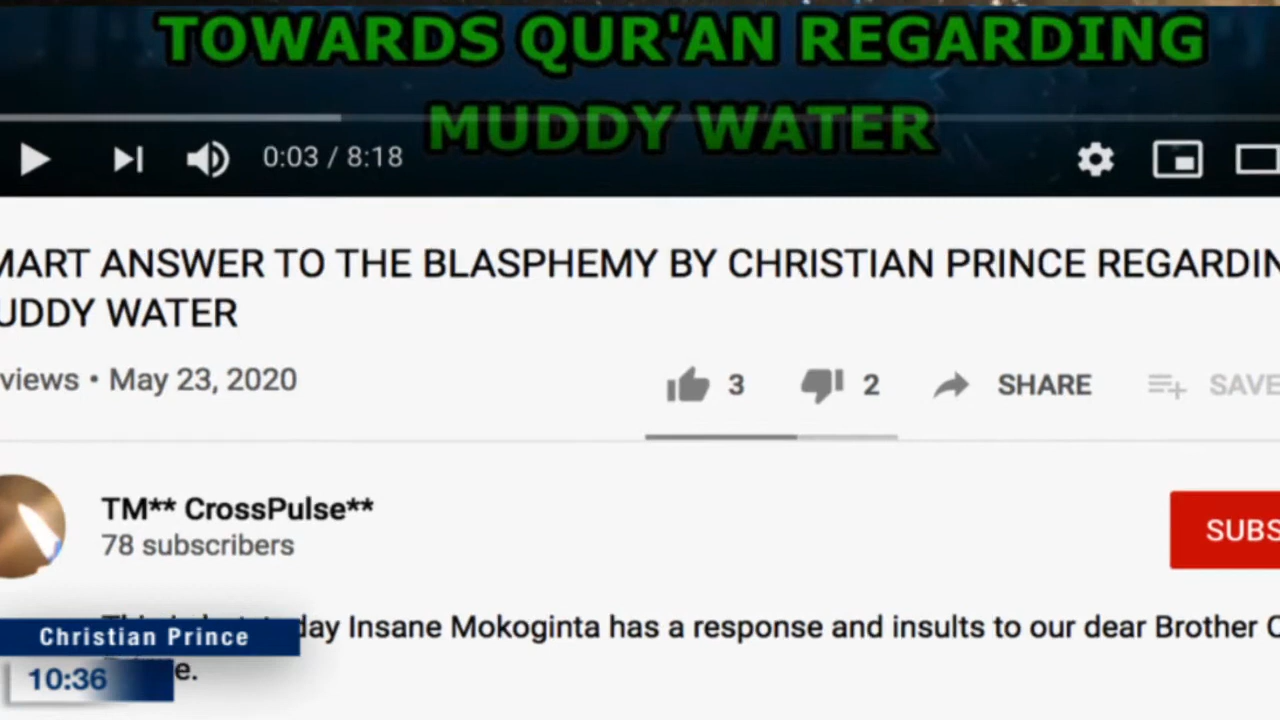 TOWARDS QUR'AN REGARDING
MUDDY WATER
0:03 / 8:18
MART ANSWER TO THE BLASPHEMY BY CHRISTIAN PRINCE REGARDIN
UDDY WATER
views • May 23, 2020
3
2
SHARE
SAVE
TM** CrossPulse**
78 subscribers
SUBS
day Insane Mokoginta has a response and insults to our dear Brother C
e.
Christian Prince
10:36